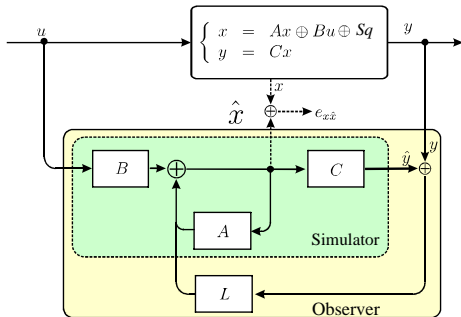 u
x = Ax ⊕ Bu ⊕ Sq
y = Cx
y
x
x̂
⊕
e_{xx̂}
B
⊕
C
ŷ
y
⊕
A
Simulator
L
Observer